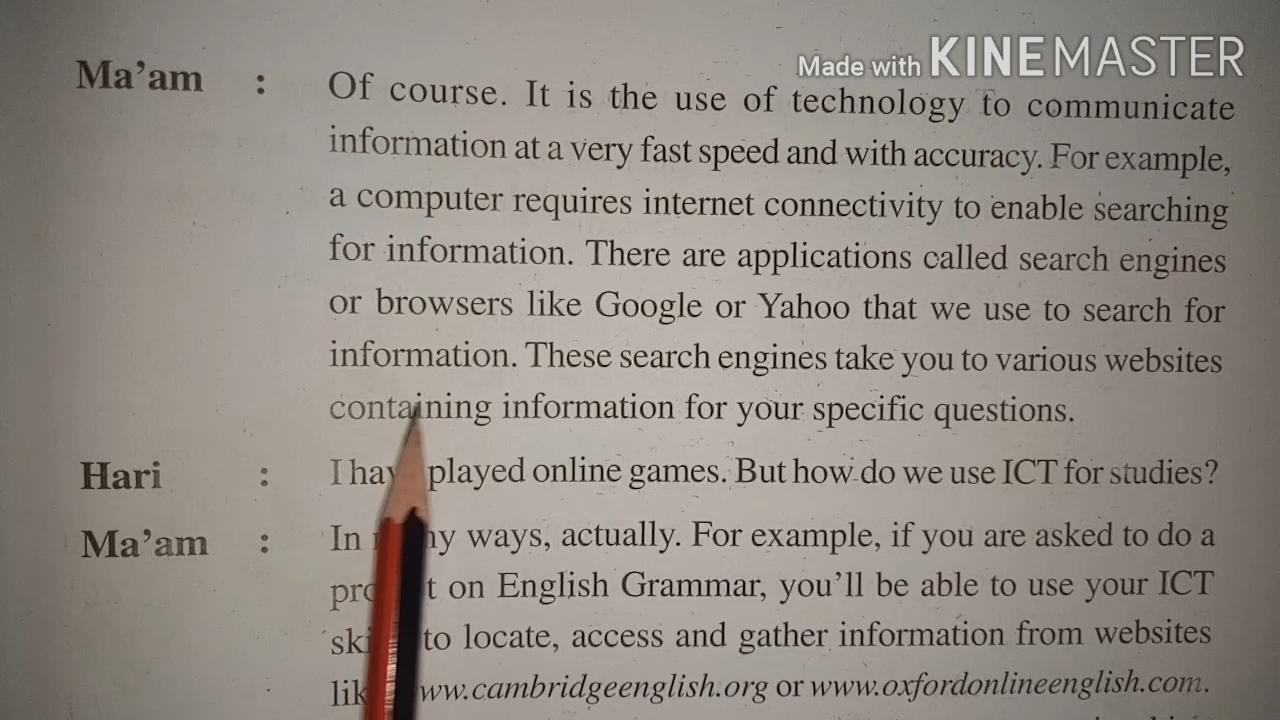 Made with KINEMASTER
Ma'am : Of course. It is the use of technology to communicate
information at a very fast speed and with accuracy. For example,
a computer requires internet connectivity to enable searching
for information. There are applications called search engines
or browsers like Google or Yahoo that we use to search for
information. These search engines take you to various websites
containing information for your specific questions.
Hari : I have played online games. But how do we use ICT for studies?
Ma'am : In many ways, actually. For example, if you are asked to do a
project on English Grammar, you'll be able to use your ICT
skills to locate, access and gather information from websites
like www.cambridgeenglish.org or www.oxfordonlineenglish.com.